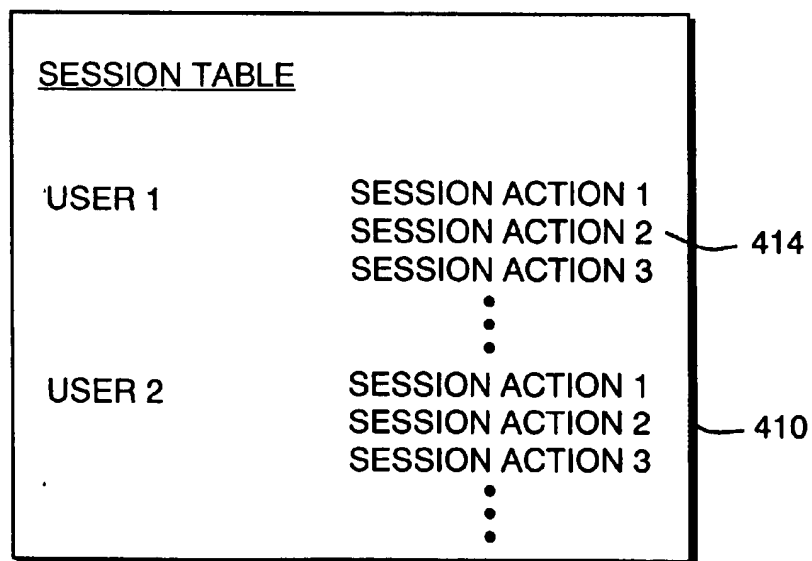 SESSION TABLE
USER 1 SESSION ACTION 1
SESSION ACTION 2 414
SESSION ACTION 3
USER 2 SESSION ACTION 1
SESSION ACTION 2 410
SESSION ACTION 3